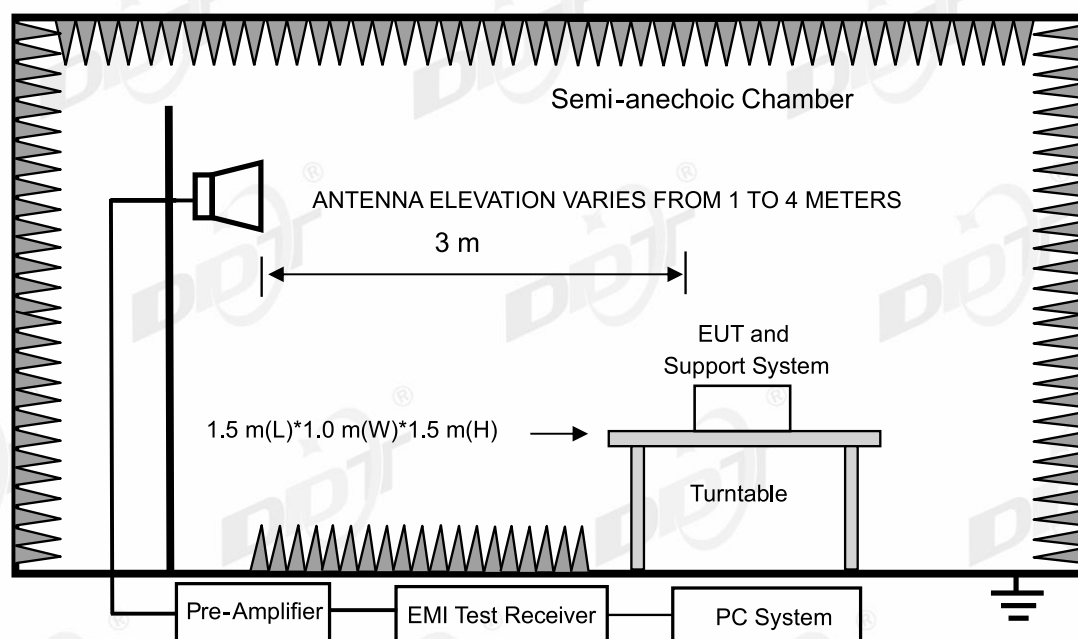 Semi-anechoic Chamber
ANTENNA ELEVATION VARIES FROM 1 TO 4 METERS
3 m
EUT and
Support System
1.5 m(L)*1.0 m(W)*1.5 m(H)
Turntable
Pre-Amplifier
EMI Test Receiver
PC System